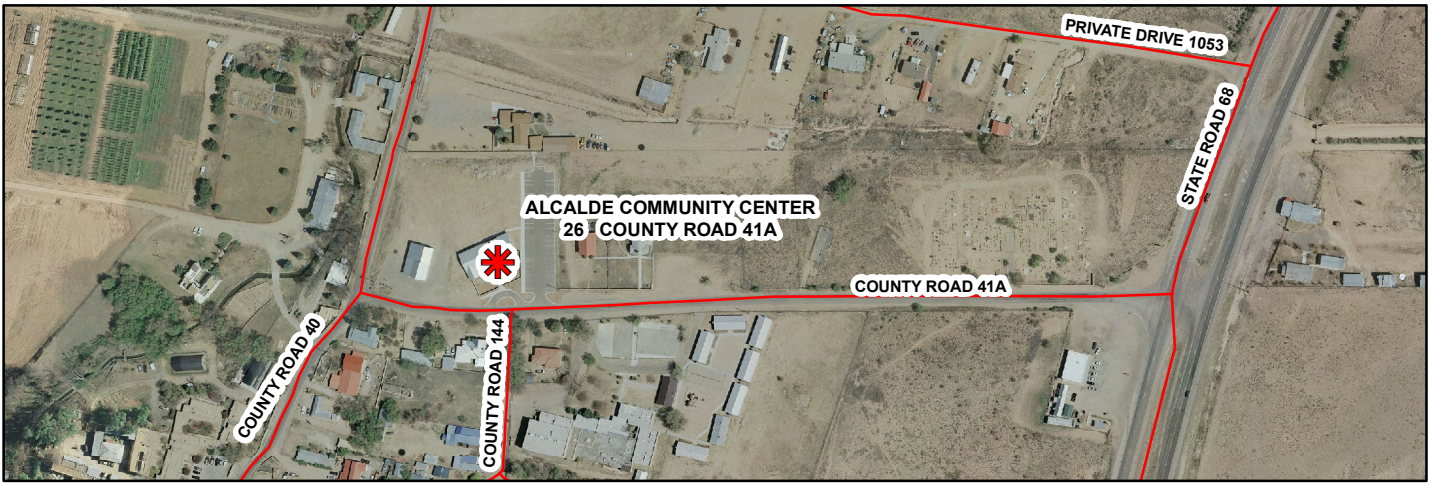 PRIVATE DRIVE 1053
STATE ROAD 68
ALCALDE COMMUNITY CENTER
26 COUNTY ROAD 41A
COUNTY ROAD 41A
COUNTY ROAD 40
COUNTY ROAD 144